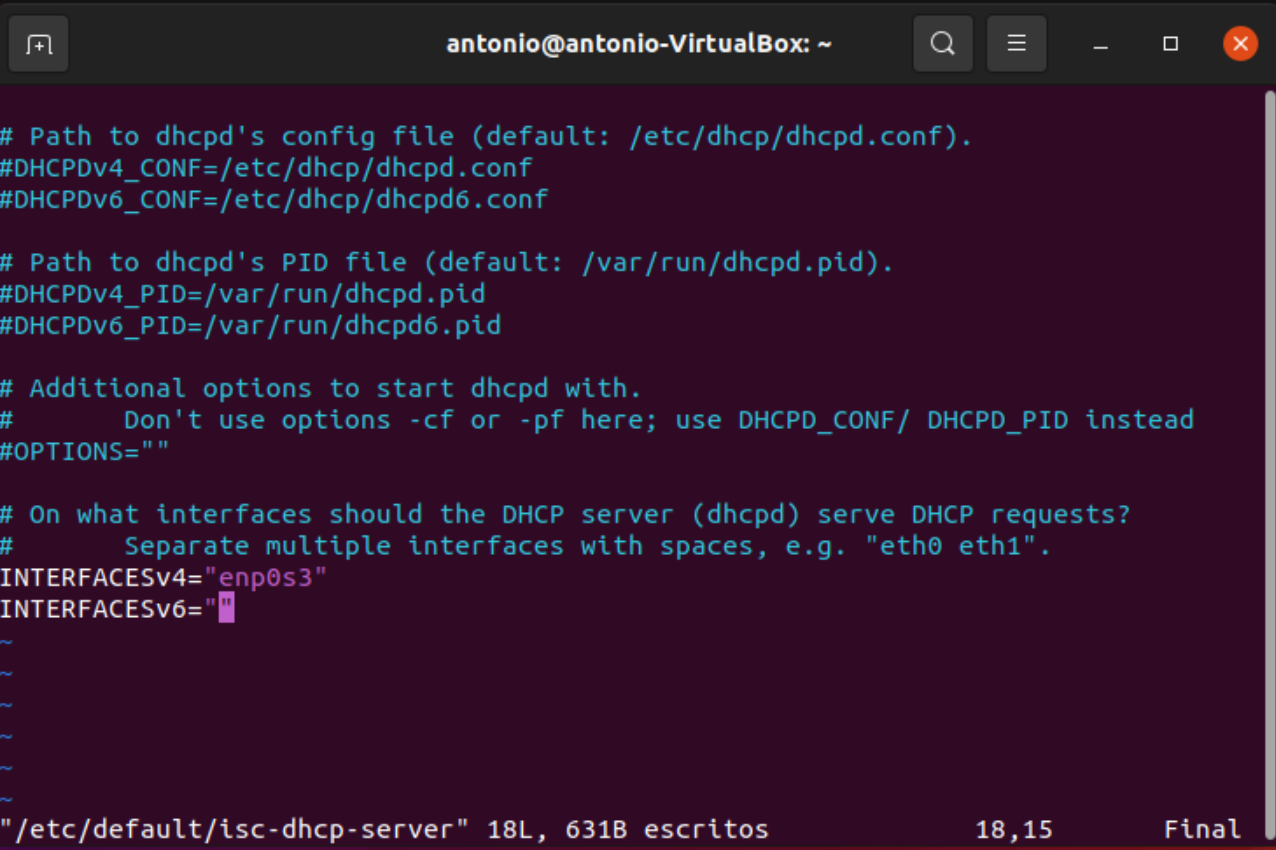 antonio@antonio-VirtualBox: ~
# Path to dhcpd's config file (default: /etc/dhcp/dhcpd.conf).
#DHCPDv4_CONF=/etc/dhcp/dhcpd.conf
#DHCPDv6_CONF=/etc/dhcp/dhcpd6.conf
# Path to dhcpd's PID file (default: /var/run/dhcpd.pid).
#DHCPDv4_PID=/var/run/dhcpd.pid
#DHCPDv6_PID=/var/run/dhcpd6.pid
# Additional options to start dhcpd with.
#       Don't use options -cf or -pf here; use DHCPD_CONF/ DHCPD_PID instead
#OPTIONS=""
# On what interfaces should the DHCP server (dhcpd) serve DHCP requests?
#       Separate multiple interfaces with spaces, e.g. "eth0 eth1".
INTERFACESv4="enp0s3"
INTERFACESv6=""
~
~
~
~
~
~
"/etc/default/isc-dhcp-server" 18L, 631B escritos 18,15 Final